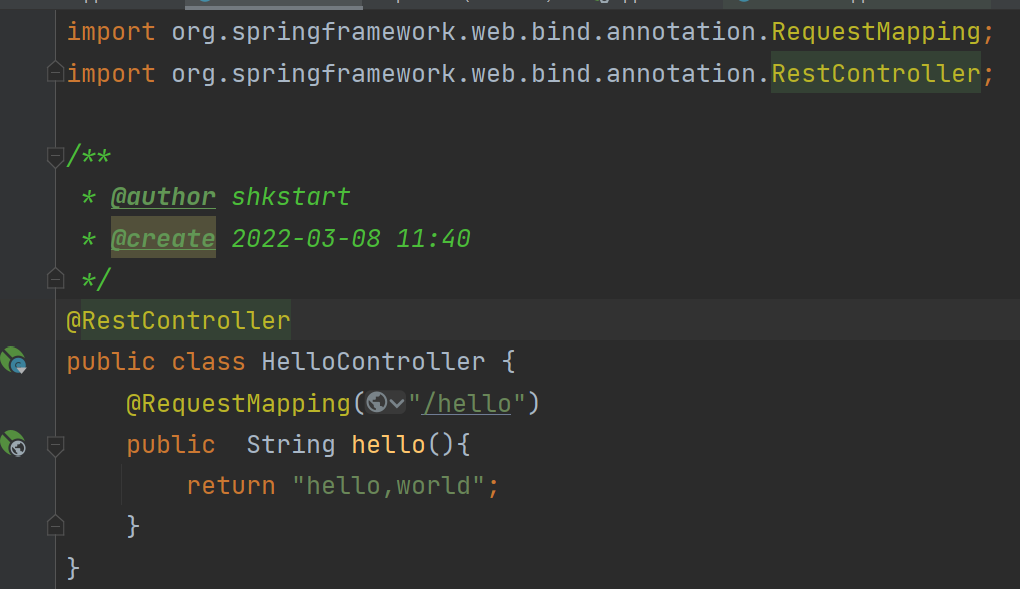 import org.springframework.web.bind.annotation.RequestMapping;
import org.springframework.web.bind.annotation.RestController;
/**
* @author shkstart
* @create 2022-03-08 11:40
*/
@RestController
public class HelloController {
@RequestMapping("/hello")
public  String hello(){
return "hello,world";
}
}